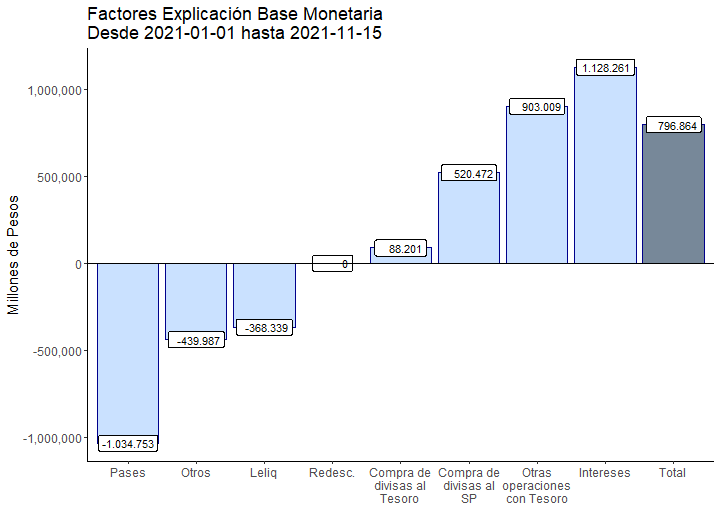 Factores Explicación Base Monetaria
Desde 2021-01-01 hasta 2021-11-15
Millones de Pesos
1,000,000
500,000
0
-500,000
-1,000,000
-1.034.753
-439.987
-368.339
0
88.201
520.472
903.009
1.128.261
796.864
Pases
Otros
Leliq
Redesc.
Compra de
divisas al
Tesoro
Compra de
divisas al
SP
Otras
operaciones
con Tesoro
Intereses
Total